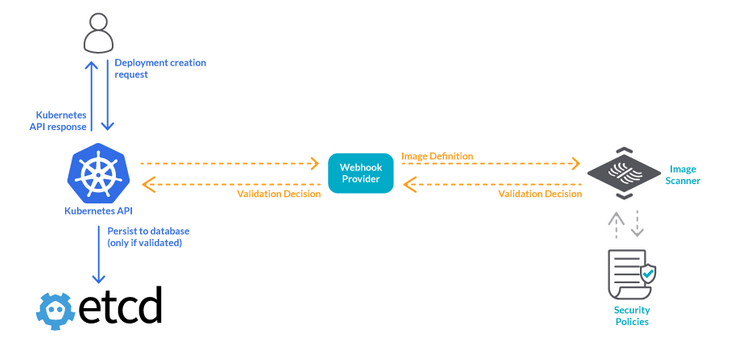 Deployment creation
request
Kubernetes
API response
Image Definition
Webhook
Provider
Image
Scanner
Validation Decision
Validation Decision
Kubernetes API
Persist to database
(only if validated)
etcd
Security
Policies